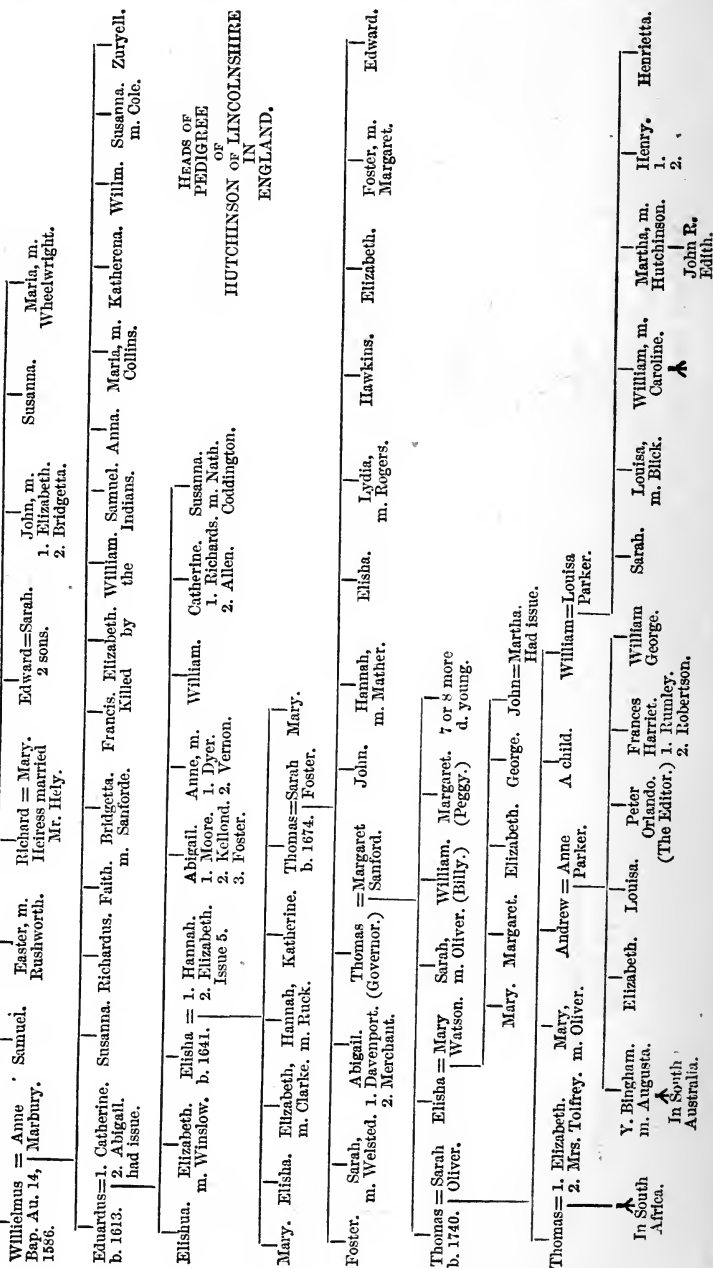 HEADS OF
PEDIGREE
OF
HUTCHINSON OF LINCOLNSHIRE
IN
ENGLAND.
Willielmus = Anne Marbury.
Bap. Au. 14,
1586.
Samuel.
Easter, m.
Rushworth.
Richard = Mary.
Heiress married
Mr. Hely.
Edward=Sarah.
2 sons.
John, m.
1. Elizabeth.
2. Bridgetta.
Susanna.
Maria, m.
Wheelwright.
Eduardus=1. Catherine.
b. 1613. 2. Abigail.
had issue.
Susanna.
Richardus.
Faith.
Bridgetta.
m. Sanforde.
Francis.
Elizabeth.
William.
Samuel.
Anna.
Killed by the Indians.
Maria, m.
Collins.
Katherena.
Willm.
Susanna.
m. Cole.
Zuryell.
Elishua.
Elizabeth.
m. Winslow.
Elisha = 1. Hannah.
b. 1641. 2. Elizabeth.
Issue 5.
Abigail.
1. Moore.
2. Kellond.
3. Foster.
Anne, m.
1. Dyer.
2. Vernon.
William.
Catherine.
1. Richards.
2. Allen.
Susanna.
m. Nath.
Coddington.
Mary.
Elisha.
Elizabeth,
m. Clarke.
Hannah,
m. Ruck.
Katherine.
Thomas=Sarah
b. 1674. Foster.
Mary.
Foster.
Sarah,
m. Welsted.
Abigail.
1. Davenport.
2. Merchant.
Thomas =Margaret
(Governor.) Sanford.
John.
Hannah,
m. Mather.
Elisha.
Lydia,
m. Rogers.
Hawkins.
Elizabeth.
Foster, m.
Margaret.
Edward.
Thomas = Sarah
b. 1740. Oliver.
Elisha = Mary
Watson.
Sarah,
m. Oliver.
William.
(Billy.)
Margaret.
(Peggy.)
7 or 8 more
d. young.
Mary.
Margaret.
Elizabeth.
George.
John=Martha.
Had issue.
Thomas= 1. Elizabeth.
2. Mrs. Tolfrey.
Mary,
m. Oliver.
Andrew = Anne
Parker.
A child.
William=Louisa
Parker.
In South
Africa.
Y. Bingham.
m. Augusta.
In South
Australia.
Elizabeth.
Louisa.
Peter
Orlando.
(The Editor.)
Frances
Harriet.
1. Rumley.
2. Robertson.
William
George.
Sarah.
Louisa,
m. Blick.
William, m.
Caroline.
Martha, m.
Hutchinson.
John R.
Edith.
Henry.
1.
2.
Henrietta.